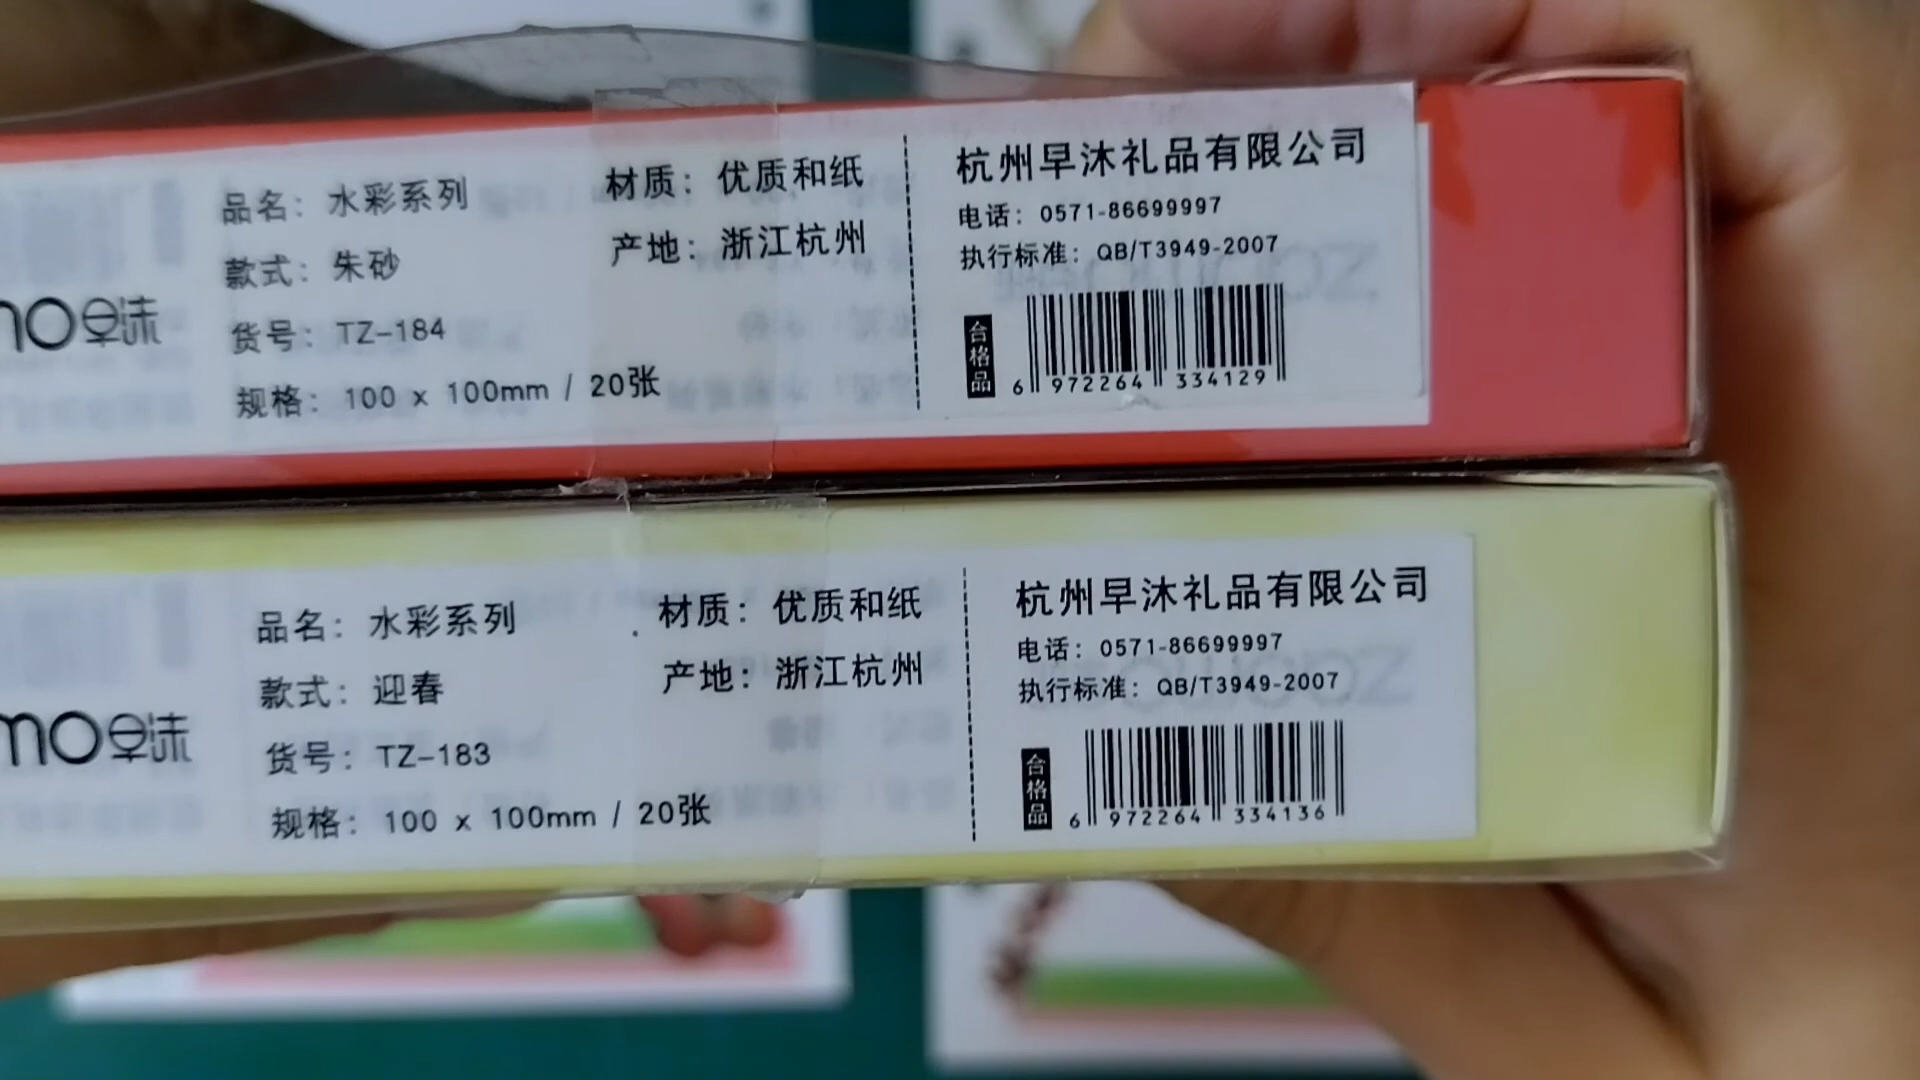 mo早沐
品名：水彩系列
款式：朱砂
货号：TZ-184
规格：100 x 100mm / 20张
材质：优质和纸
产地：浙江杭州
杭州早沐礼品有限公司
电话：0571-86699997
执行标准：QB/T3949-2007
合格品
6 972264 334129
mo早沐
品名：水彩系列
款式：迎春
货号：TZ-183
规格：100 x 100mm / 20张
材质：优质和纸
产地：浙江杭州
杭州早沐礼品有限公司
电话：0571-86699997
执行标准：QB/T3949-2007
合格品
6 972264 334136